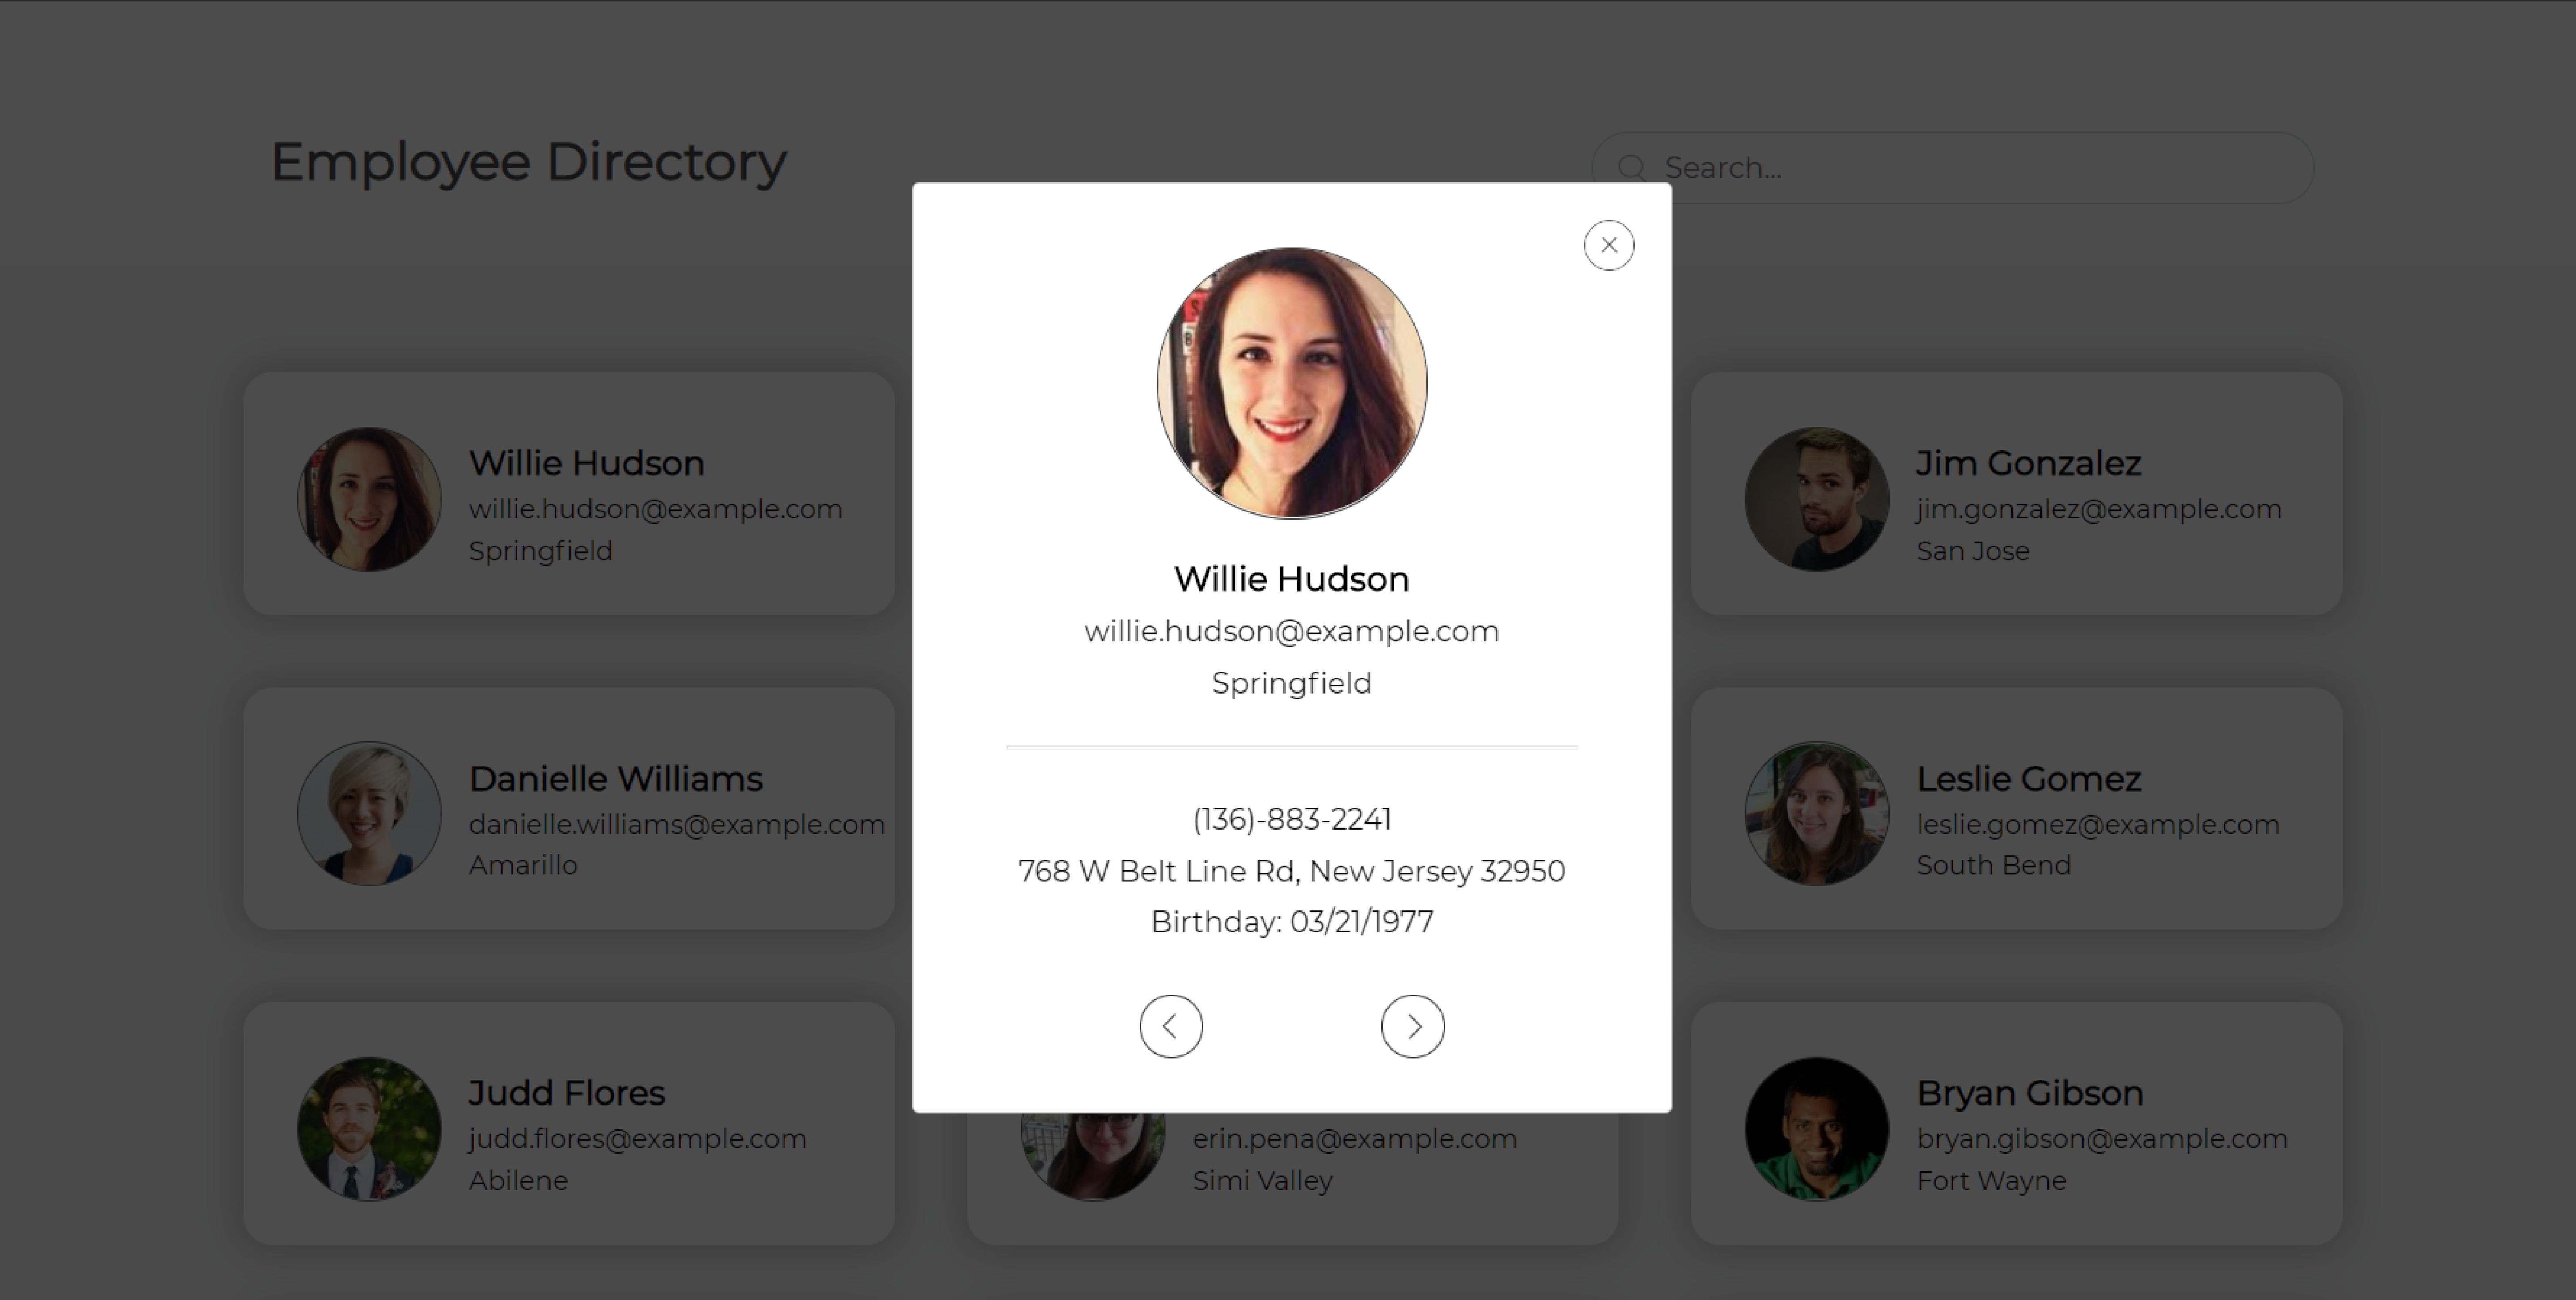 Employee Directory
Search...
Willie Hudson
willie.hudson@example.com
Springfield
(136)-883-2241
768 W Belt Line Rd, New Jersey 32950
Birthday: 03/21/1977
Willie Hudson
willie.hudson@example.com
Springfield
Jim Gonzalez
jim.gonzalez@example.com
San Jose
Danielle Williams
danielle.williams@example.com
Amarillo
Leslie Gomez
leslie.gomez@example.com
South Bend
Judd Flores
judd.flores@example.com
Abilene
erin.pena@example.com
Simi Valley
Bryan Gibson
bryan.gibson@example.com
Fort Wayne